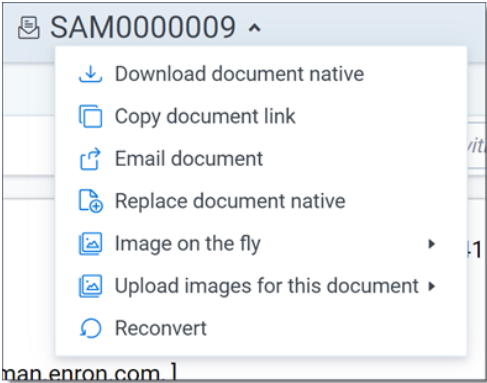 SAM0000009
Download document native
Copy document link
Email document
Replace document native
Image on the fly
41
Upload images for this document
Reconvert
man.enron.com, ]